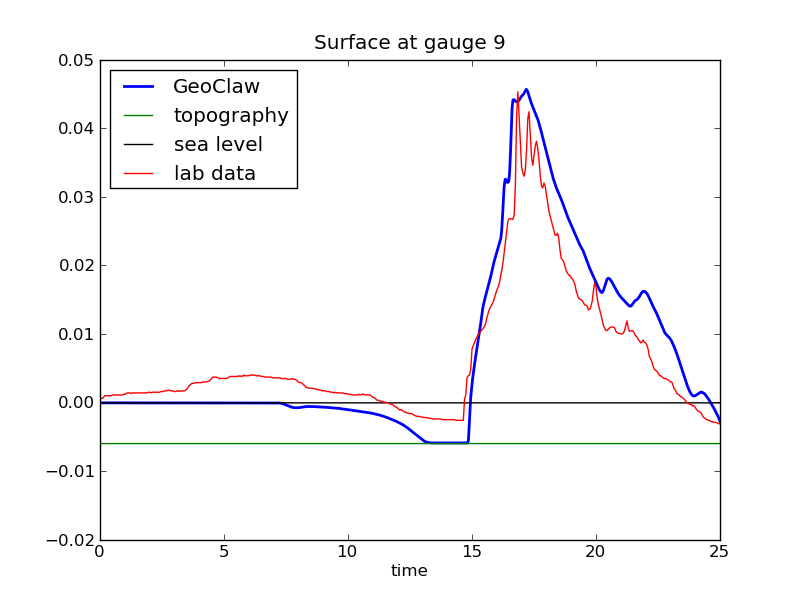 Surface at gauge 9
0.05
0.04
0.03
0.02
0.01
0.00
−0.01
−0.02
GeoClaw
topography
sea level
lab data
0 5 10 15 20 25
time